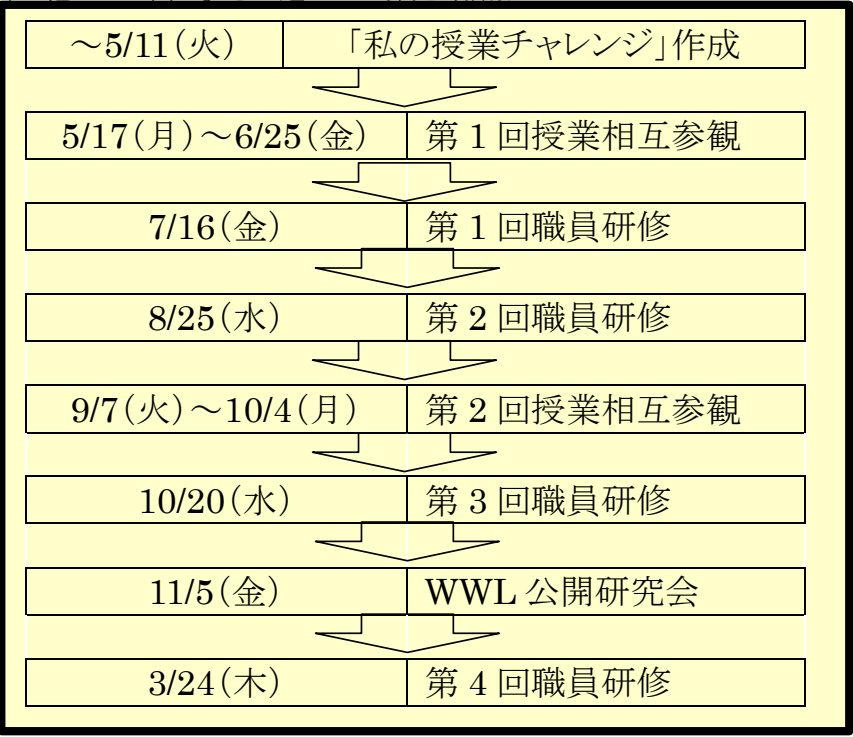 ～5/11（火） 「私の授業チャレンジ」作成
5/17（月）～6/25（金） 第１回授業相互参観
7/16（金） 第１回職員研修
8/25（水） 第２回職員研修
9/7（火）～10/4（月） 第２回授業相互参観
10/20（水） 第３回職員研修
11/5（金） WWL 公開研究会
3/24（木） 第４回職員研修